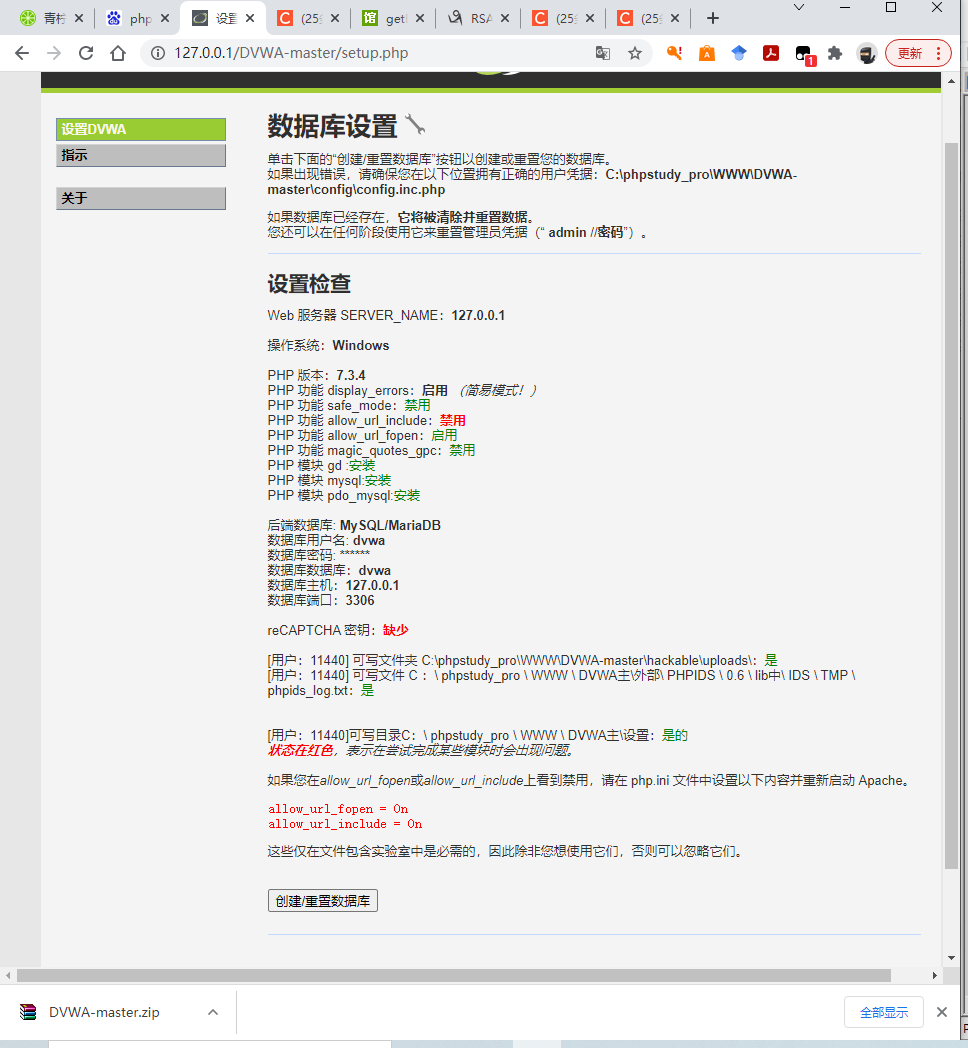 青柠
php
设置
(25
get
RSA
(25
(25
127.0.0.1/DVWA-master/setup.php
1
更新
设置DVWA
指示
关于
数据库设置
单击下面的“创建/重置数据库”按钮以创建或重置您的数据库。
如果出现错误，请确保您在以下位置拥有正确的用户凭据：C:\phpstudy_pro\WWW\DVWA-
master\config\config.inc.php
如果数据库已经存在，它将被清除并重置数据。
您还可以在任何阶段使用它来重置管理员凭据（“ admin //密码”）。
设置检查
Web 服务器 SERVER_NAME：127.0.0.1
操作系统：Windows
PHP 版本：7.3.4
PHP 功能 display_errors：启用 （简易模式！）
PHP 功能 safe_mode：禁用
PHP 功能 allow_url_include：禁用
PHP 功能 allow_url_fopen：启用
PHP 功能 magic_quotes_gpc：禁用
PHP 模块 gd :安装
PHP 模块 mysql:安装
PHP 模块 pdo_mysql:安装
后端数据库: MySQL/MariaDB
数据库用户名: dvwa
数据库密码: ******
数据库数据库：dvwa
数据库主机：127.0.0.1
数据库端口：3306
reCAPTCHA 密钥：缺少
[用户：11440] 可写文件夹 C:\phpstudy_pro\WWW\DVWA-master\hackable\uploads\：是
[用户：11440] 可写文件 C ：\ phpstudy_pro \ WWW \ DVWA主\外部\ PHPIDS \ 0.6 \ lib中\ IDS \ TMP \
phpids_log.txt：是
[用户：11440]可写目录C：\ phpstudy_pro \ WWW \ DVWA主\设置：是的
状态在红色，表示在尝试完成某些模块时会出现问题。
如果您在allow_url_fopen或allow_url_include上看到禁用，请在 php.ini 文件中设置以下内容并重新启动 Apache。
allow_url_fopen = On
allow_url_include = On
这些仅在文件包含实验室中是必需的，因此除非您想使用它们，否则可以忽略它们。
创建/重置数据库
DVWA-master.zip
全部显示